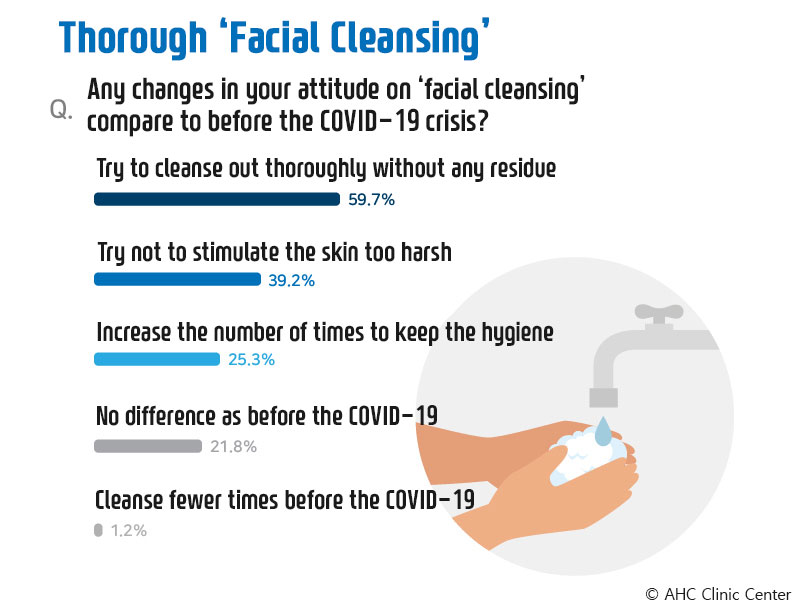 Thorough ‘Facial Cleansing’
Q. Any changes in your attitude on ‘facial cleansing’
compare to before the COVID-19 crisis?
Try to cleanse out thoroughly without any residue
59.7%
Try not to stimulate the skin too harsh
39.2%
Increase the number of times to keep the hygiene
25.3%
No difference as before the COVID-19
21.8%
Cleanse fewer times before the COVID-19
1.2%
© AHC Clinic Center